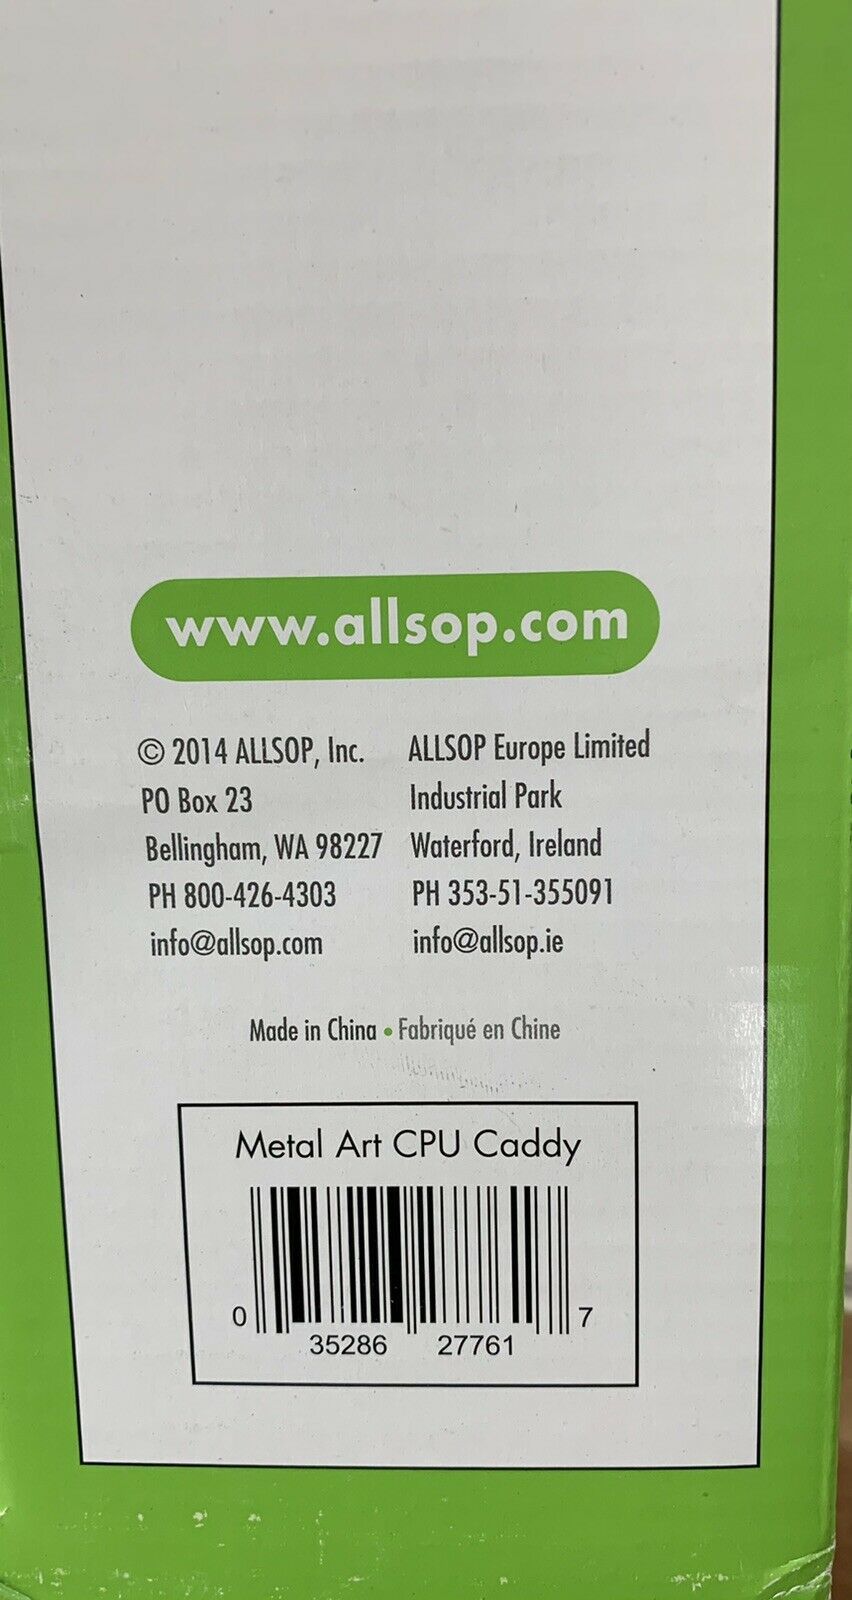 www.allsop.com
© 2014 ALLSOP, Inc.
PO Box 23
Bellingham, WA 98227
PH 800-426-4303
info@allsop.com
ALLSOP Europe Limited
Industrial Park
Waterford, Ireland
PH 353-51-355091
info@allsop.ie
Made in China • Fabriqué en Chine
Metal Art CPU Caddy
0 35286 27761 7